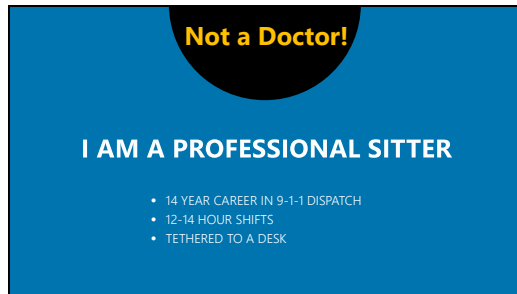 Not a Doctor!
I AM A PROFESSIONAL SITTER
• 14 YEAR CAREER IN 9-1-1 DISPATCH
• 12-14 HOUR SHIFTS
• TETHERED TO A DESK